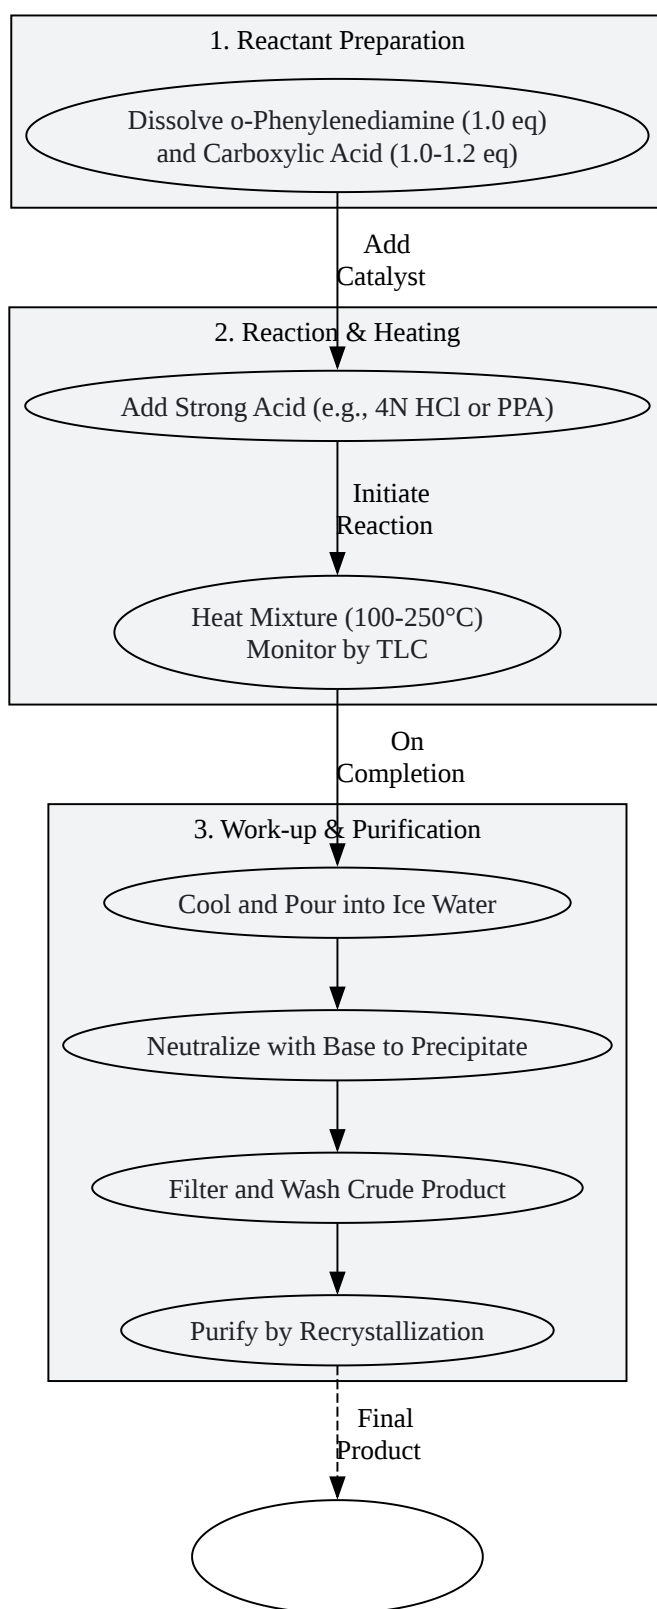 1. Reactant Preparation
Dissolve o-Phenylenediamine (1.0 eq)
and Carboxylic Acid (1.0-1.2 eq)
Add
Catalyst
2. Reaction & Heating
Add Strong Acid (e.g., 4N HCl or PPA)
Initiate
Reaction
Heat Mixture (100-250°C)
Monitor by TLC
On
Completion
3. Work-up & Purification
Cool and Pour into Ice Water
Neutralize with Base to Precipitate
Filter and Wash Crude Product
Purify by Recrystallization
Final
Product